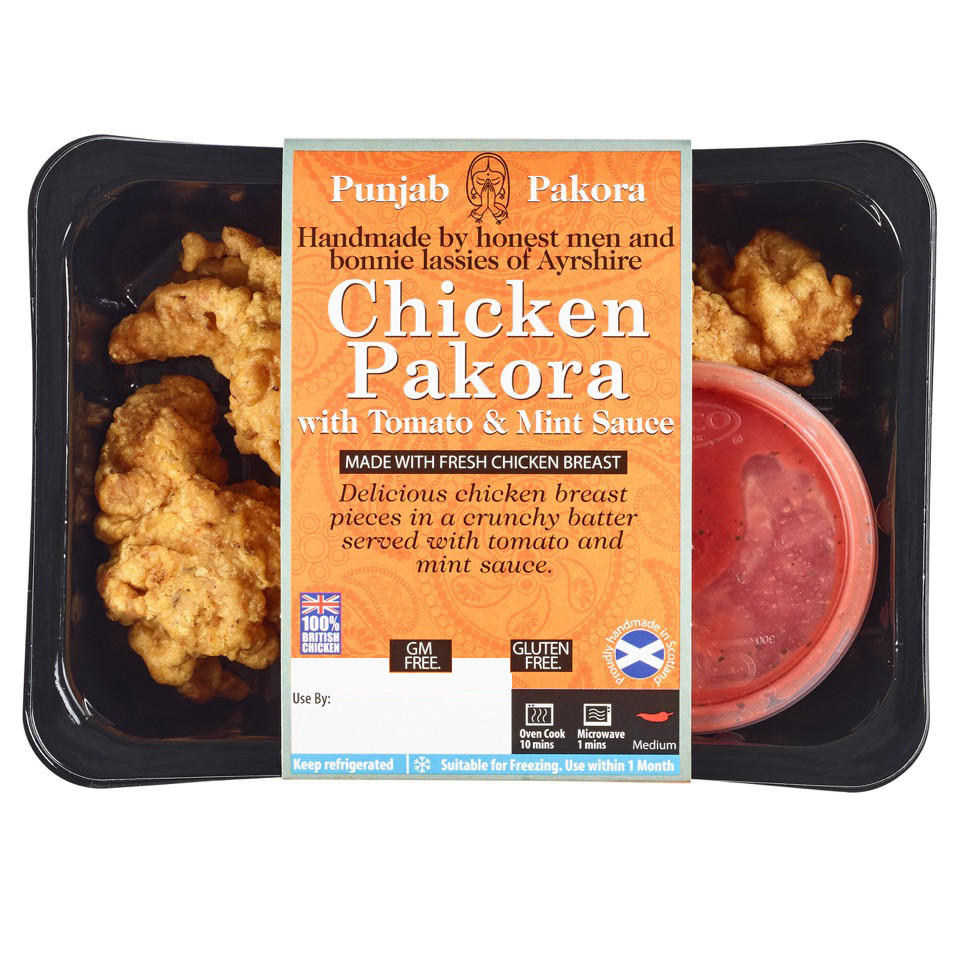 Punjab Pakora
Handmade by honest men and
bonnie lassies of Ayrshire
Chicken
Pakora
with Tomato & Mint Sauce
MADE WITH FRESH CHICKEN BREAST
Delicious chicken breast
pieces in a crunchy batter
served with tomato and
mint sauce.
100%
BRITISH
CHICKEN
GM
FREE.
GLUTEN
FREE.
Proudly handmade in Scotland
Use By:
Oven Cook
10 mins
Microwave
1 mins
Medium
Keep refrigerated
Suitable for Freezing. Use within 1 Month